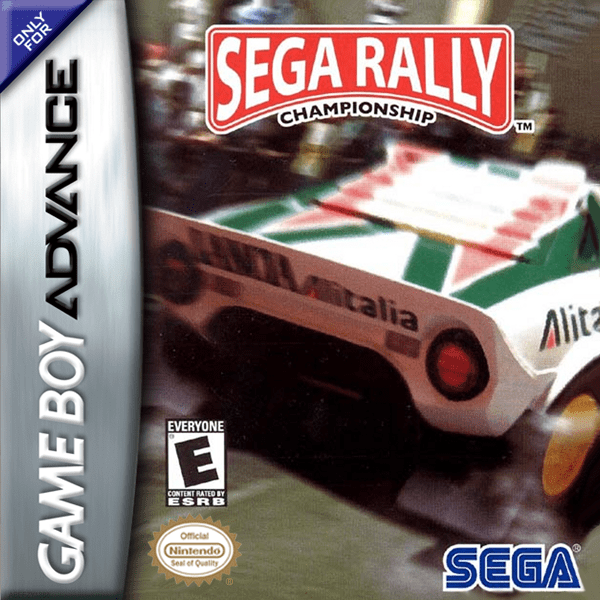 ONLY
FOR
GAME BOY ADVANCE
SEGA RALLY
CHAMPIONSHIP
TM
Alitalia
Alita
EVERYONE
E
CONTENT RATED BY
ESRB
Official
Nintendo
Seal of Quality
®
SEGA®